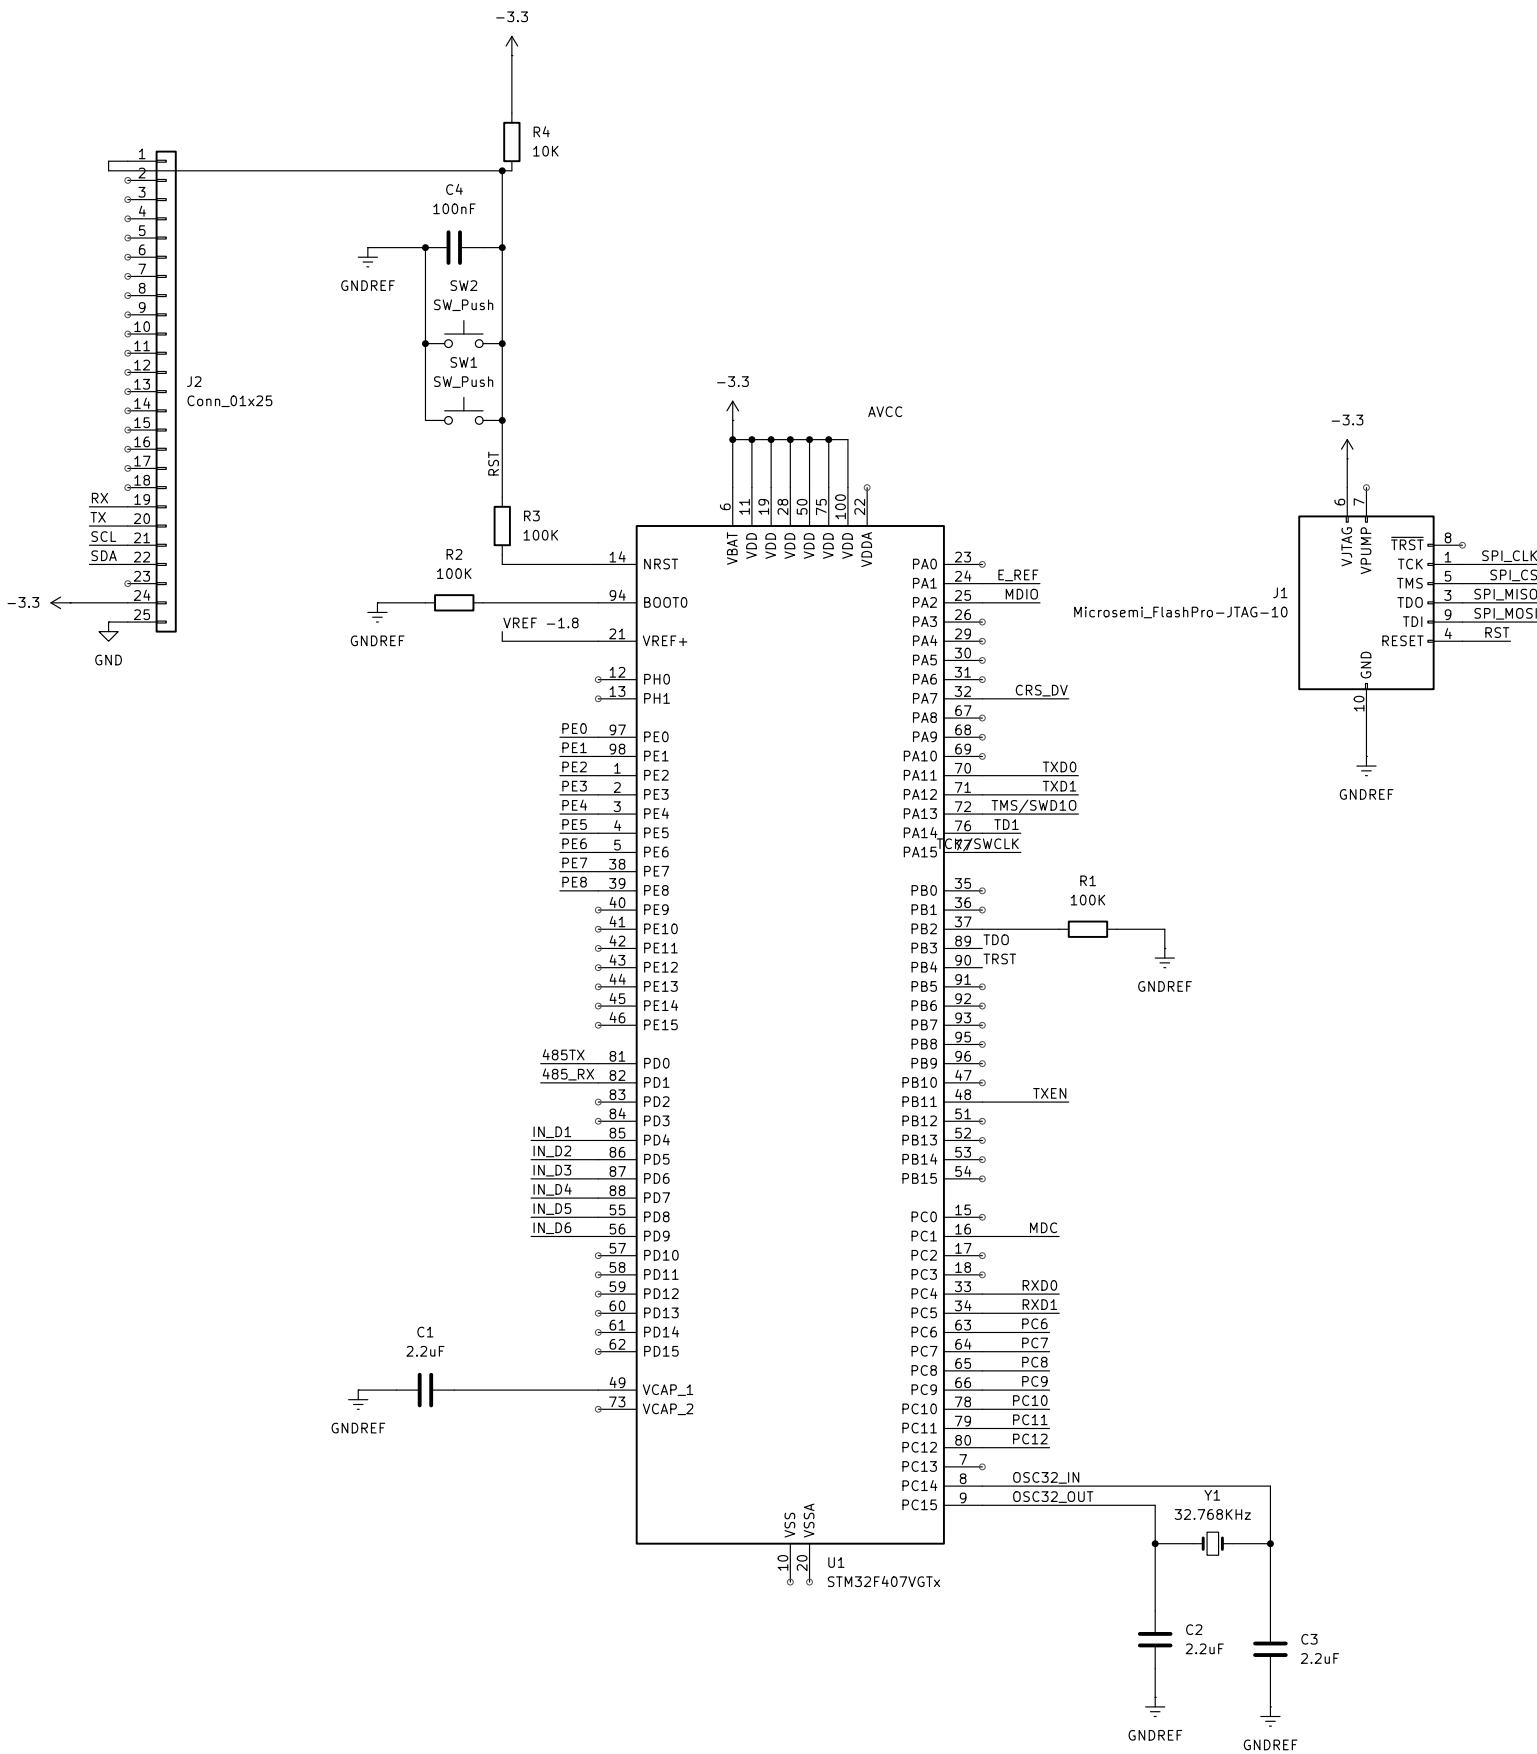 -3.3
R4
10K
1
2
3
4
5
6
7
8
9
10
11
12
13
14
15
16
17
18
RX 19
TX 20
SCL 21
SDA 22
23
-3.3 24
25
GND
J2
Conn_01x25
C4
100nF
GNDREF
SW2
SW_Push
SW1
SW_Push
RST
R3
100K
R2
100K
GNDREF
VREF -1.8
-3.3
AVCC
6 VBAT
11 VDD
19 VDD
28 VDD
50 VDD
75 VDD
100 VDD
22 VDDA
14 NRST
94 BOOT0
21 VREF+
12 PH0
13 PH1
PE0 97 PE0
PE1 98 PE1
PE2 1 PE2
PE3 2 PE3
PE4 3 PE4
PE5 4 PE5
PE6 5 PE6
PE7 38 PE7
PE8 39 PE8
40 PE9
41 PE10
42 PE11
43 PE12
44 PE13
45 PE14
46 PE15
485TX 81 PD0
485_RX 82 PD1
83 PD2
84 PD3
IN_D1 85 PD4
IN_D2 86 PD5
IN_D3 87 PD6
IN_D4 88 PD7
IN_D5 55 PD8
IN_D6 56 PD9
57 PD10
58 PD11
59 PD12
60 PD13
61 PD14
62 PD15
49 VCAP_1
73 VCAP_2
C1
2.2uF
GNDREF
PA0 23
PA1 24 E_REF
PA2 25 MDIO
PA3 26
PA4 29
PA5 30
PA6 31
PA7 32 CRS_DV
PA8 67
PA9 68
PA10 69
PA11 70 TXD0
PA12 71 TXD1
PA13 72 TMS/SWD1O
PA14 76 TD1
PA15 77 TCK/SWCLK
PB0 35
PB1 36
PB2 37
PB3 89 TDO
PB4 90 TRST
PB5 91
PB6 92
PB7 93
PB8 95
PB9 96
PB10 47
PB11 48 TXEN
PB12 51
PB13 52
PB14 53
PB15 54
PC0 15
PC1 16 MDC
PC2 17
PC3 18
PC4 33 RXD0
PC5 34 RXD1
PC6 63 PC6
PC7 64 PC7
PC8 65 PC8
PC9 66 PC9
PC10 78 PC10
PC11 79 PC11
PC12 80 PC12
PC13 7
PC14 8 OSC32_IN
PC15 9 OSC32_OUT
VSS 10
VSSA 20
U1
STM32F407VGTx
R1
100K
GNDREF
Y1
32.768KHz
C2
2.2uF
GNDREF
C3
2.2uF
GNDREF
-3.3
6 VJTAG
7 VPUMP
J1
Microsemi_FlashPro-JTAG-10
TRST 8
TCK 1 SPI_CLK
TMS 5 SPI_CS
TDO 3 SPI_MISO
TDI 9 SPI_MOSI
RESET 4 RST
GND 10
GNDREF